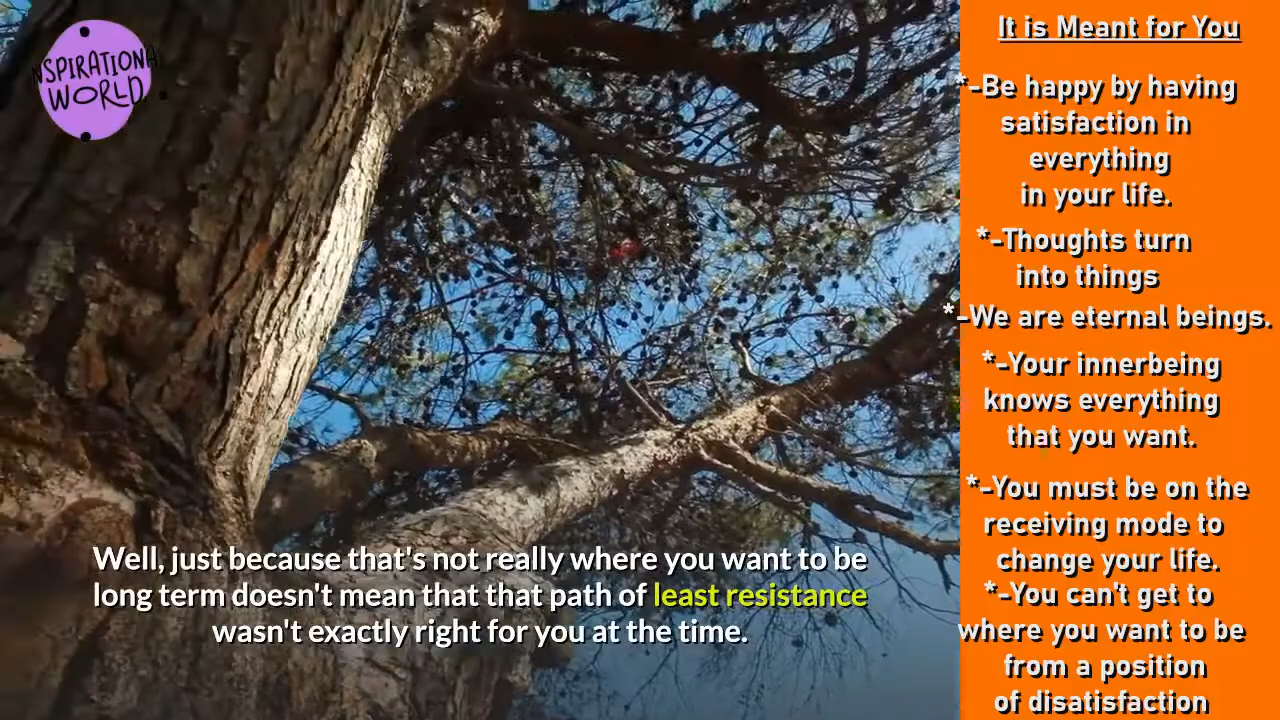 INSPIRATIONAL
WORLD
Well, just because that's not really where you want to be
long term doesn't mean that that path of least resistance
wasn't exactly right for you at the time.
It is Meant for You
*-Be happy by having
satisfaction in
everything
in your life.
*-Thoughts turn
into things
*-We are eternal beings.
*-Your innerbeing
knows everything
that you want.
*-You must be on the
receiving mode to
change your life.
*-You can't get to
where you want to be
from a position
of disatisfaction